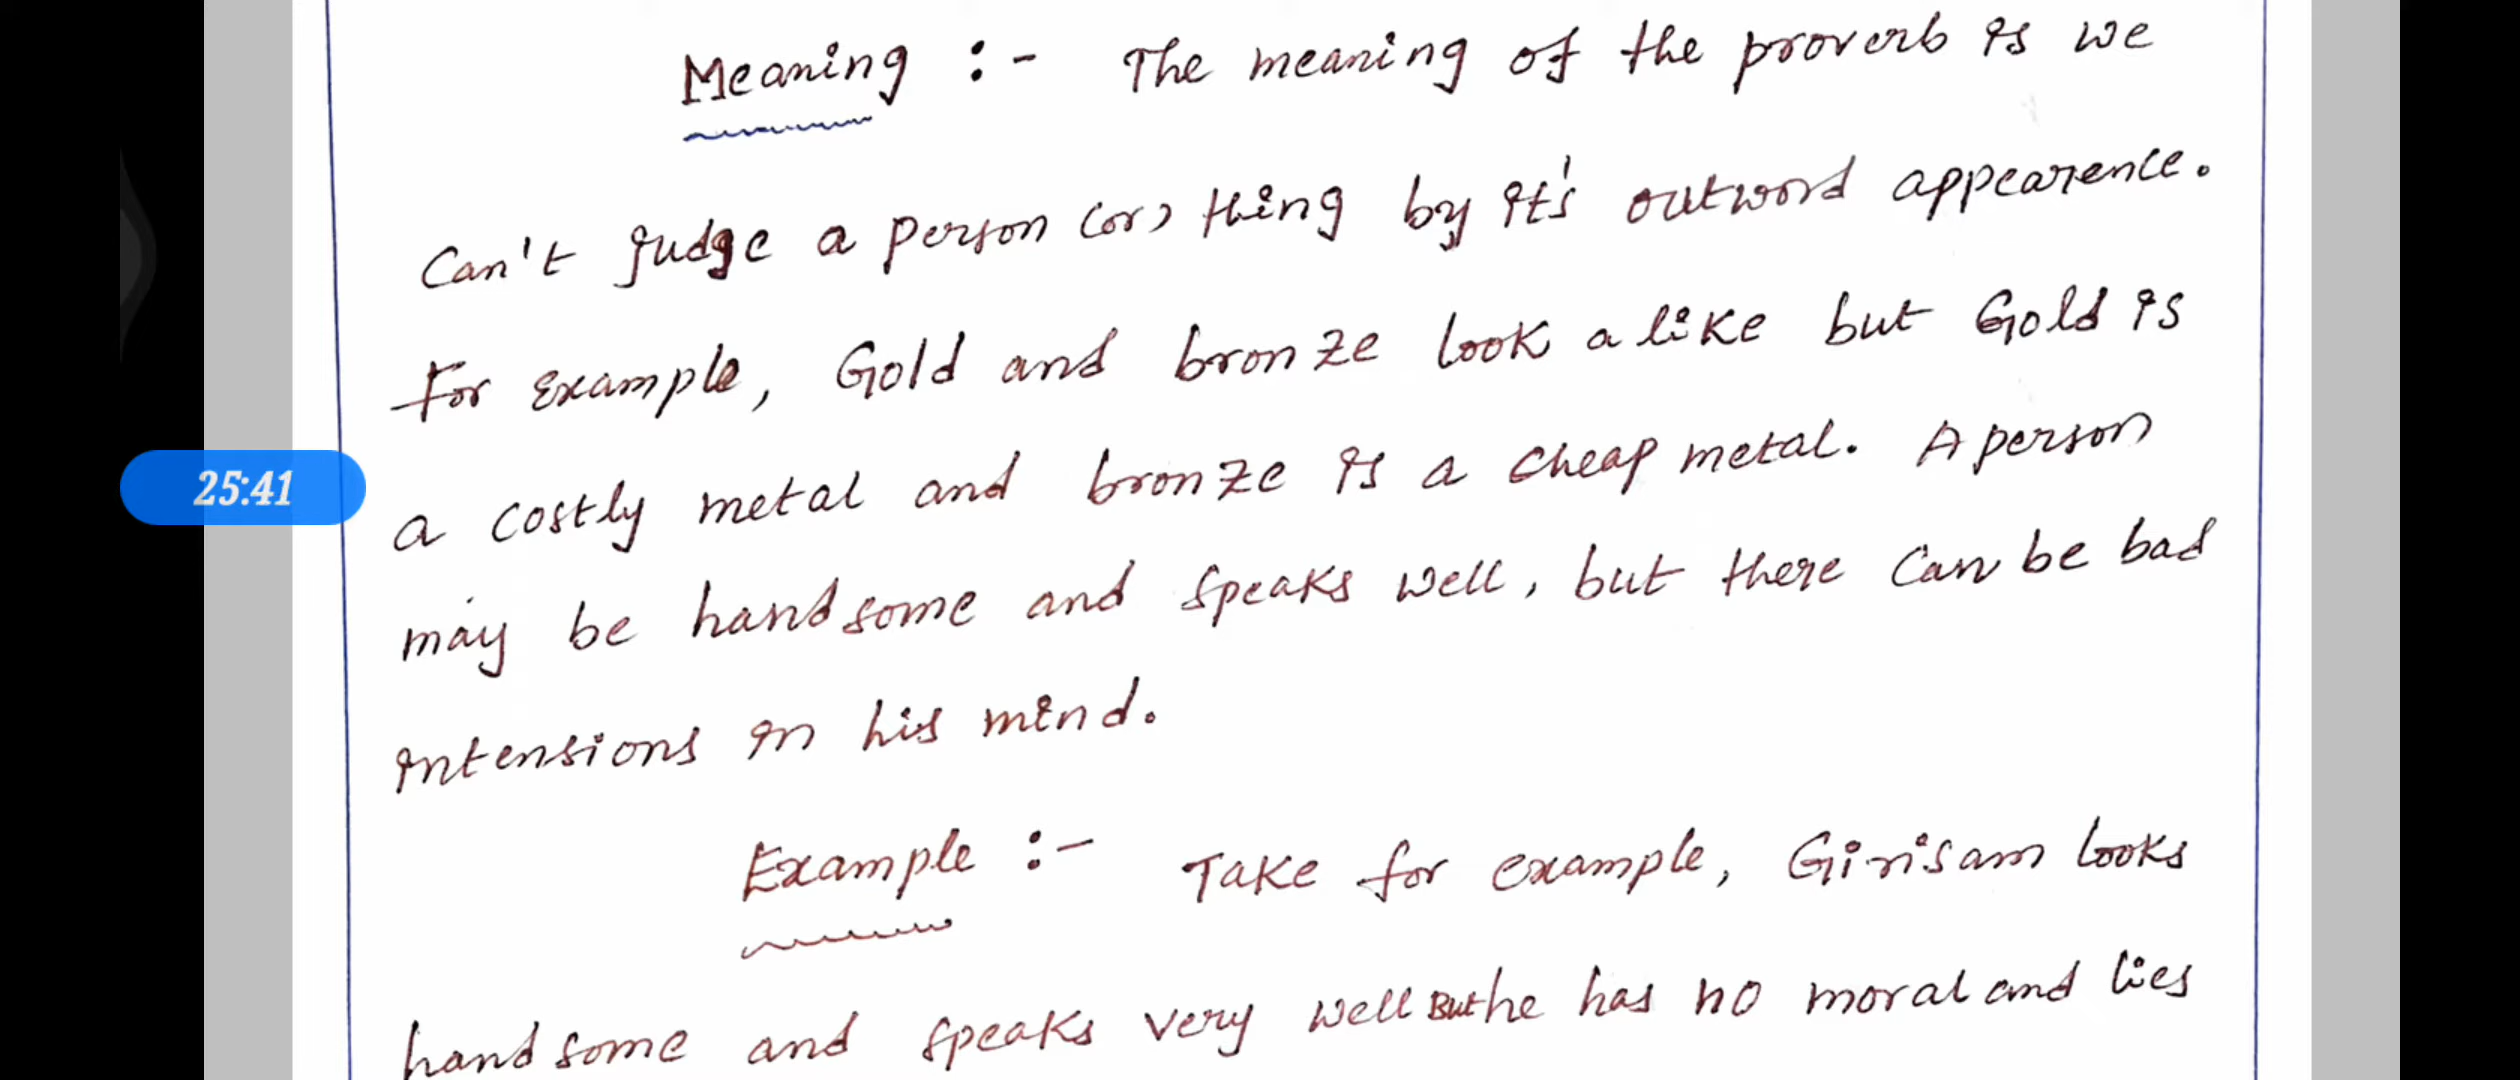 Meaning :- The meaning of the proverb is we
Can't judge a person (or) thing by it's outword appearence.
For example, Gold and bronze look a like but Gold is
25:41
a costly metal and bronze is a cheap metal. A person
may be handsome and speaks well, but there can be bad
intensions in his mind.
Example :- Take for example, Girisam looks
handsome and speaks very well But he has no moral and lies